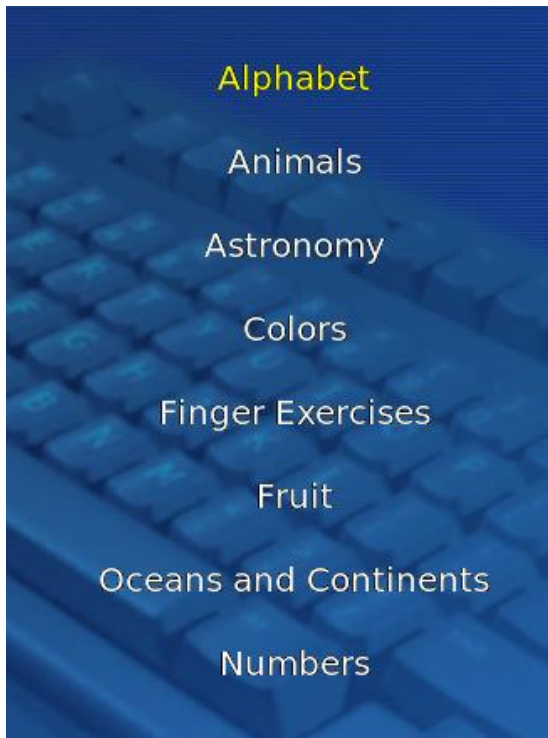 Alphabet
Animals
Astronomy
Colors
Finger Exercises
Fruit
Oceans and Continents
Numbers